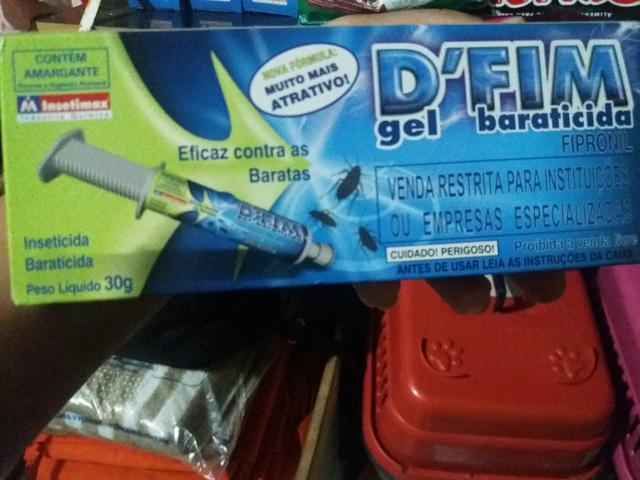 CONTÉM
AMARGANTE
Insetimax
Indústria Química
NOVA FÓRMULA:
MUITO MAIS
ATRATIVO!
D'FIM
gel baraticida
FIPRONIL
Eficaz contra as
Baratas
VENDA RESTRITA PARA INSTITUIÇÕES
OU EMPRESAS ESPECIALIZADAS
CUIDADO! PERIGOSO!
Proibida a venda livre
ANTES DE USAR LEIA AS INSTRUÇÕES DA CAIXA
D'FIM
Inseticida
Baraticida
Peso Líquido 30g